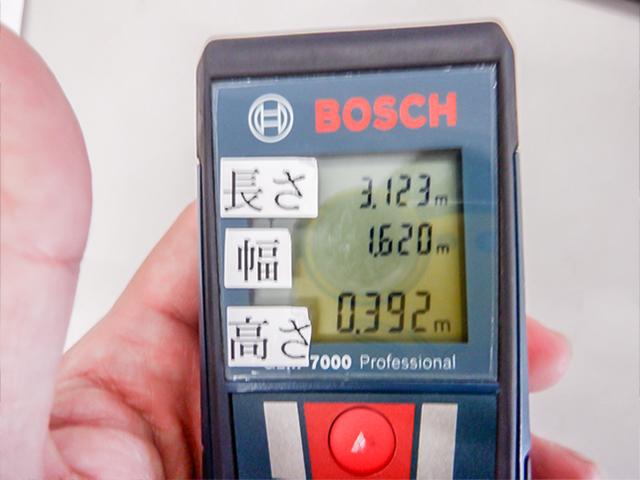 BOSCH
長さ 3.123 m
幅 1.620 m
高さ 0.392 m
7000 Professional